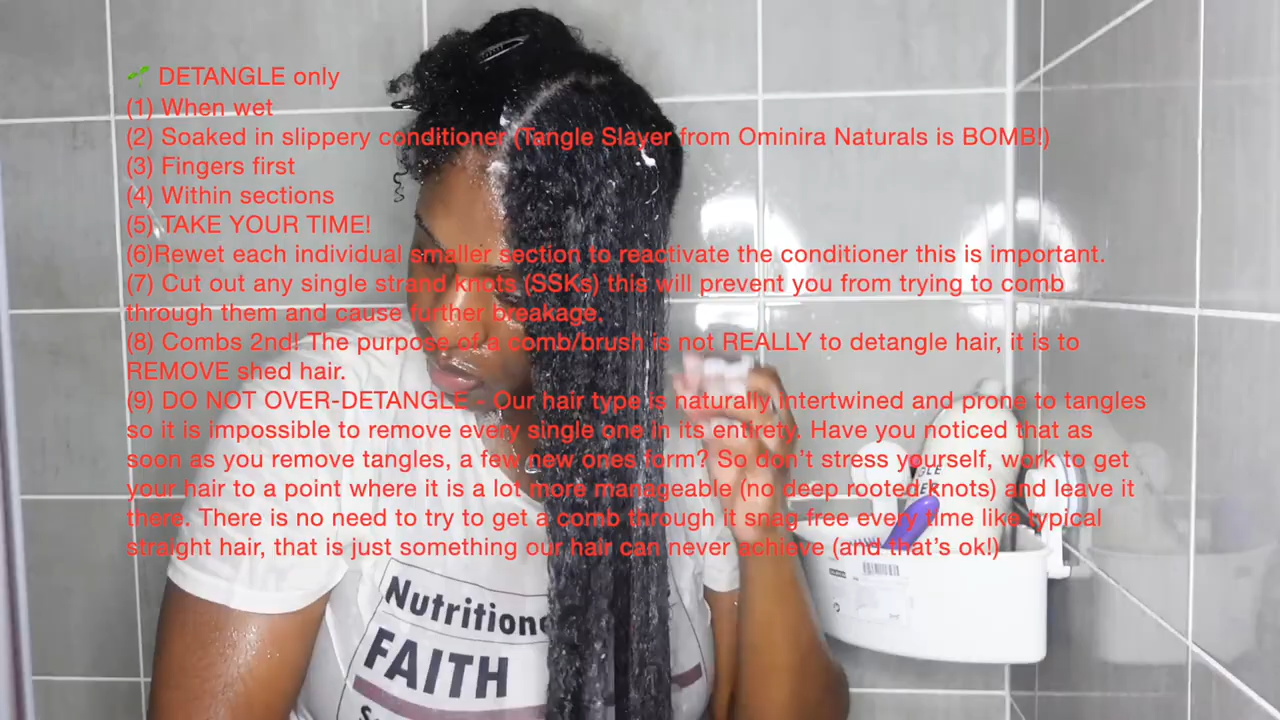 🌱 DETANGLE only
(1) When wet
(2) Soaked in slippery conditioner (Tangle Slayer from Ominira Naturals is BOMB!)
(3) Fingers first
(4) Within sections
(5) TAKE YOUR TIME!
(6)Rewet each individual smaller section to reactivate the conditioner this is important.
(7) Cut out any single strand knots (SSKs) this will prevent you from trying to comb
through them and cause further breakage.
(8) Combs 2nd! The purpose of a comb/brush is not REALLY to detangle hair, it is to
REMOVE shed hair.
(9) DO NOT OVER-DETANGLE - Our hair type is naturally intertwined and prone to tangles
so it is impossible to remove every single one in its entirety. Have you noticed that as
soon as you remove tangles, a few new ones form? So don't stress yourself, work to get
your hair to a point where it is a lot more manageable (no deep rooted knots) and leave it
there. There is no need to try to get a comb through it snag free every time like typical
straight hair, that is just something our hair can never achieve (and that's ok!)
FAITH